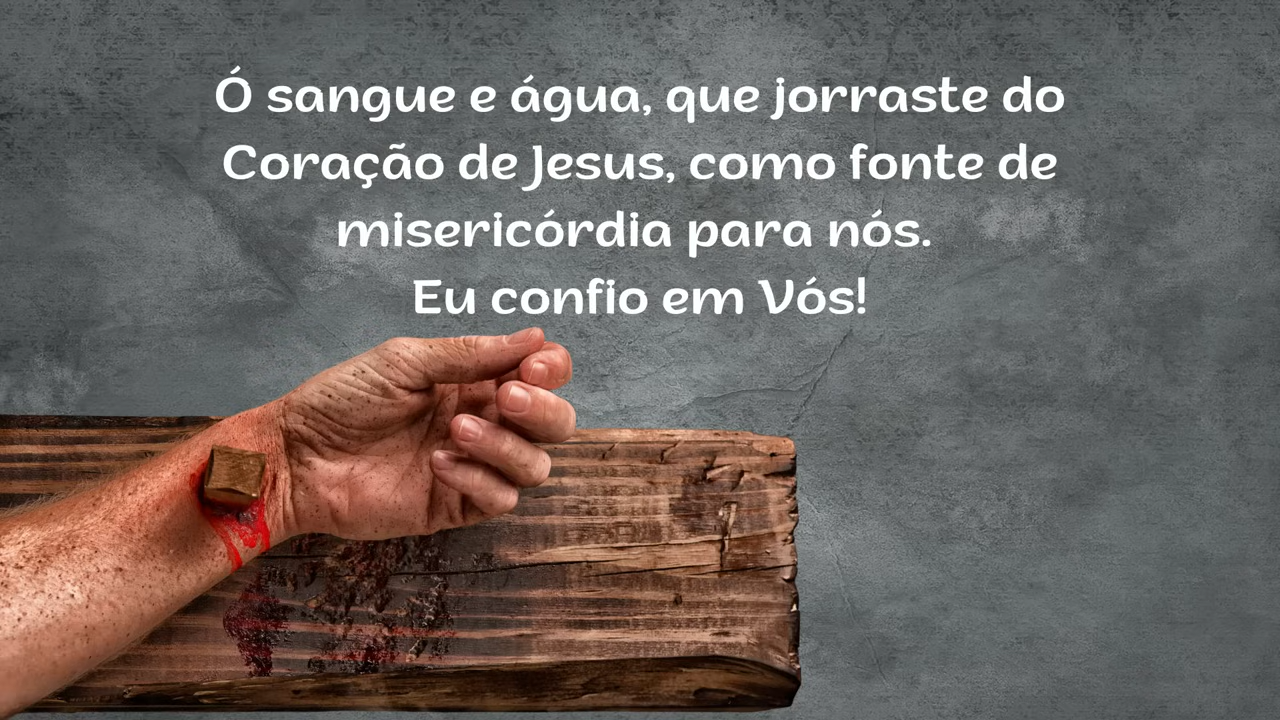 Ó sangue e água, que jorraste do
Coração de Jesus, como fonte de
misericórdia para nós.
Eu confio em Vós!